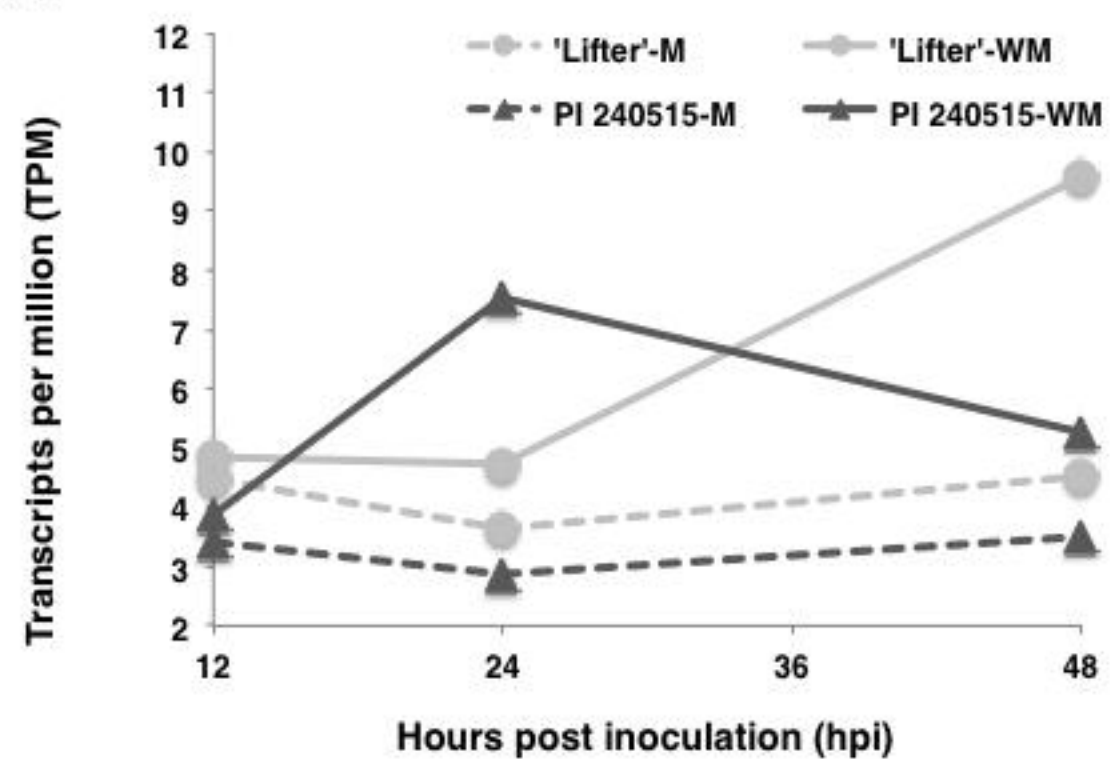 'Lifter'-M
'Lifter'-WM
PI 240515-M
PI 240515-WM
Transcripts per million (TPM)
12
11
10
9
8
7
6
5
4
3
2
12
24
36
48
Hours post inoculation (hpi)